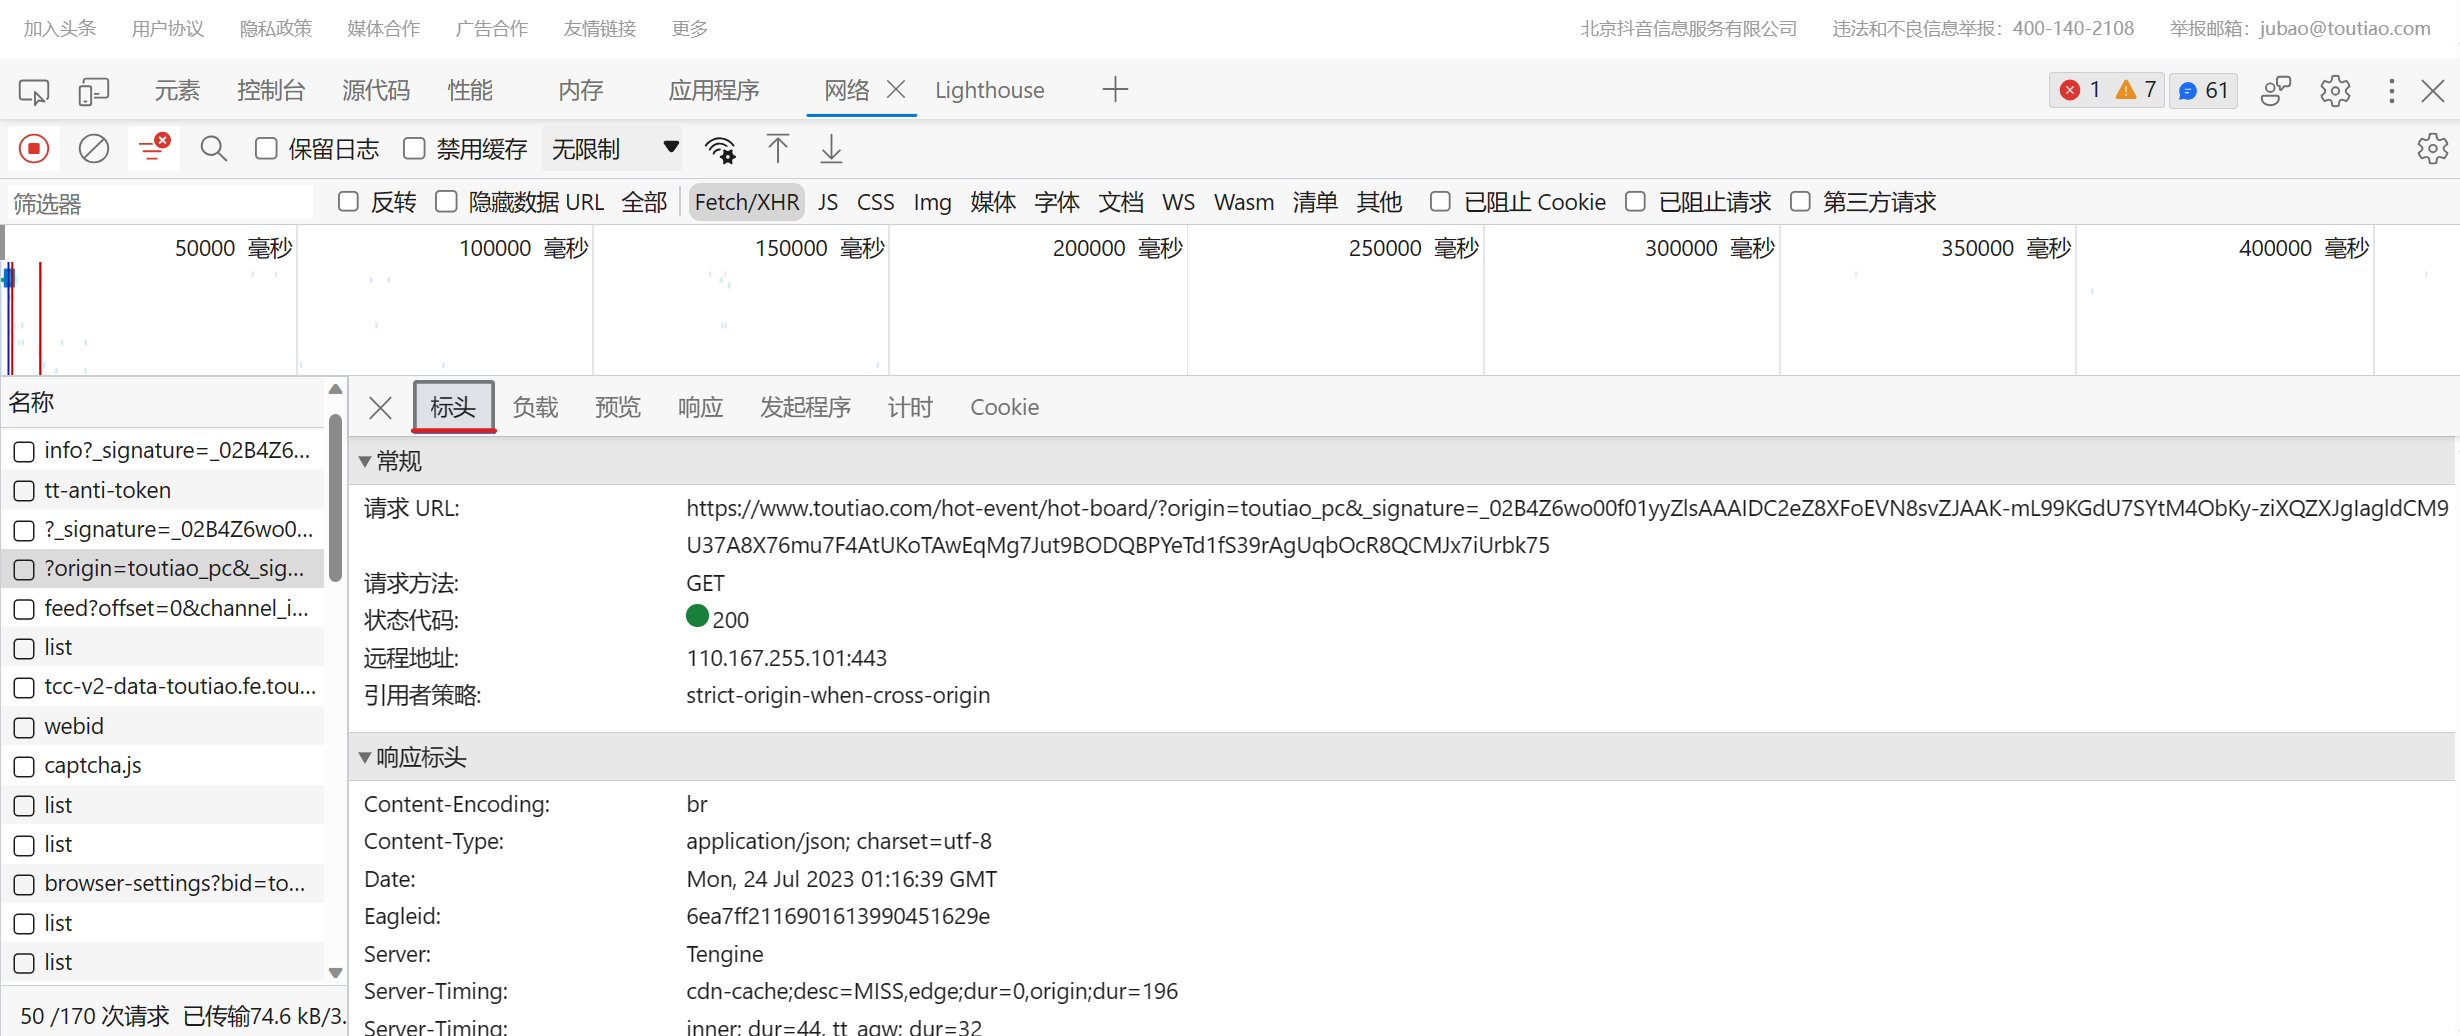 加入头条 用户协议 隐私政策 媒体合作 广告合作 友情链接 更多 北京抖音信息服务有限公司 违法和不良信息举报：400-140-2108 举报邮箱：jubao@toutiao.com
元素 控制台 源代码 性能 内存 应用程序 网络 Lighthouse 1 7 61
保留日志 禁用缓存 无限制
筛选器 反转 隐藏数据 URL 全部 Fetch/XHR JS CSS Img 媒体 字体 文档 WS Wasm 清单 其他 已阻止 Cookie 已阻止请求 第三方请求
50000 毫秒 100000 毫秒 150000 毫秒 200000 毫秒 250000 毫秒 300000 毫秒 350000 毫秒 400000 毫秒
名称
info?_signature=_02B4Z6...
tt-anti-token
?_signature=_02B4Z6wo0...
?origin=toutiao_pc&_sig...
feed?offset=0&channel_i...
list
tcc-v2-data-toutiao.fe.tou...
webid
captcha.js
list
list
browser-settings?bid=to...
list
list
50 /170 次请求 已传输74.6 kB/3.
标头 负载 预览 响应 发起程序 计时 Cookie
常规
请求 URL: https://www.toutiao.com/hot-event/hot-board/?origin=toutiao_pc&_signature=_02B4Z6wo00f01yyZlsAAAIDC2eZ8XFoEVN8svZJAAK-mL99KGdU7SYtM4ObKy-ziXQZXJgIagldCM9
U37A8X76mu7F4AtUKoTAwEqMg7Jut9BODQBPYeTd1fS39rAgUqbOcR8QCMJx7iUrbk75
请求方法: GET
状态代码: 200
远程地址: 110.167.255.101:443
引用者策略: strict-origin-when-cross-origin
响应标头
Content-Encoding: br
Content-Type: application/json; charset=utf-8
Date: Mon, 24 Jul 2023 01:16:39 GMT
Eagleid: 6ea7ff2116901613990451629e
Server: Tengine
Server-Timing: cdn-cache;desc=MISS,edge;dur=0,origin;dur=196
Server-Timing: inner; dur=44, tt_agw; dur=32